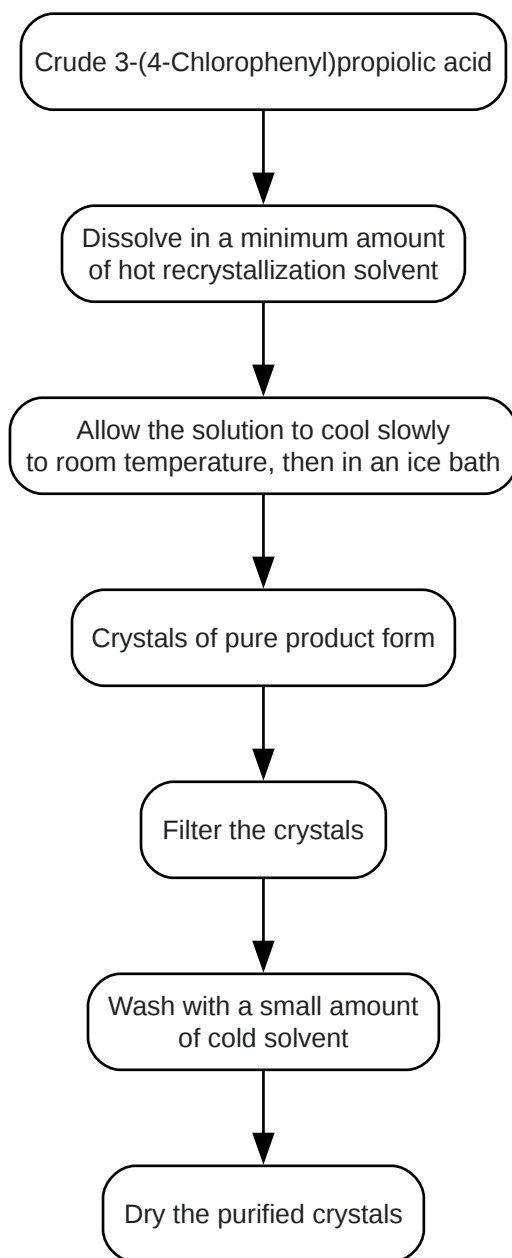 Crude 3-(4-Chlorophenyl)propiolic acid
Dissolve in a minimum amount
of hot recrystallization solvent
Allow the solution to cool slowly
to room temperature, then in an ice bath
Crystals of pure product form
Filter the crystals
Wash with a small amount
of cold solvent
Dry the purified crystals